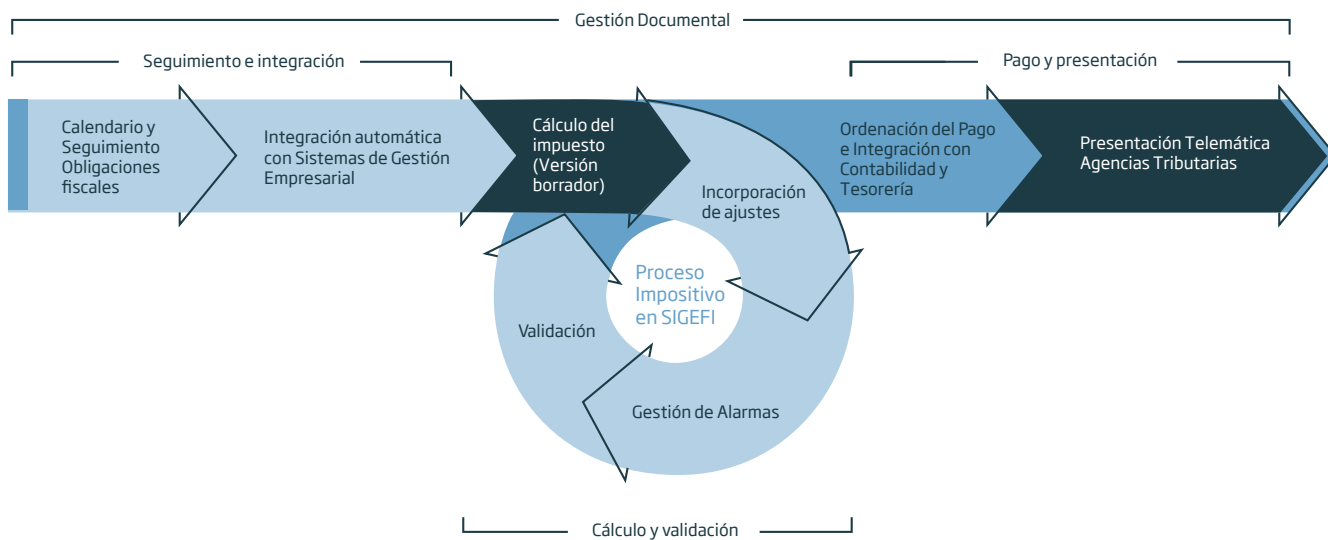 Gestión Documental
Seguimiento e integración
Pago y presentación
Calendario y
Seguimiento
Obligaciones
fiscales
Integración automática
con Sistemas de Gestión
Empresarial
Cálculo del
impuesto
(Versión
borrador)
Incorporación
de ajustes
Ordenación del Pago
e Integración con
Contabilidad y
Tesorería
Presentación Telemática
Agencias Tributarias
Proceso
Impositivo
en SIGEFI
Validación
Gestión de Alarmas
Cálculo y validación